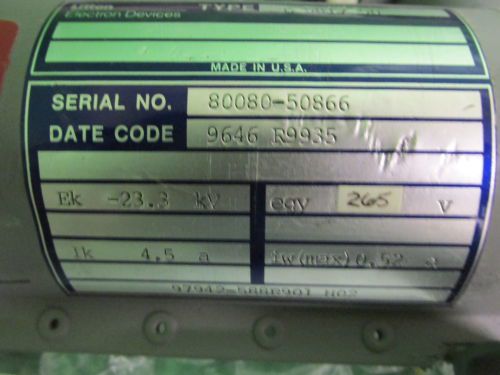 Litton TYPE
Electron Devices
MADE IN U.S.A.
SERIAL NO. 80080-50866
DATE CODE 9646 R9935
Ek -23.3 kV egy 265 v
ik 4.5 a iw(max) 0.52 a